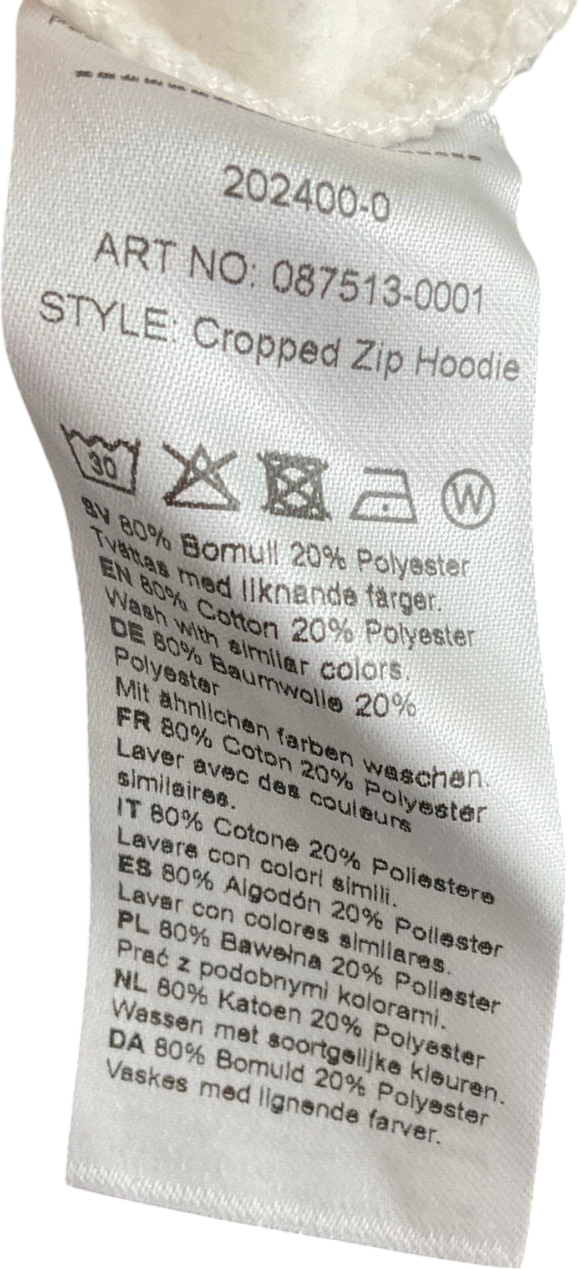 202400-0
ART NO: 087513-0001
STYLE: Cropped Zip Hoodie
30
W
SV 80% Bomull 20% Polyester
Tvättas med liknande färger.
EN 80% Cotton 20% Polyester
Wash with similar colors.
DE 80% Baumwolle 20%
Polyester
Mit ähnlichen farben waschen.
FR 80% Coton 20% Polyester
Laver avec des couleurs
similaires.
IT 80% Cotone 20% Poliestere
Lavare con colori simili.
ES 80% Algodón 20% Poliester
Lavar con colores similares.
PL 80% Bawełna 20% Poliester
Prać z podobnymi kolorami.
NL 80% Katoen 20% Polyester
Wassen met soortgelijke kleuren.
DA 80% Bomuld 20% Polyester
Vaskes med lignende farver.